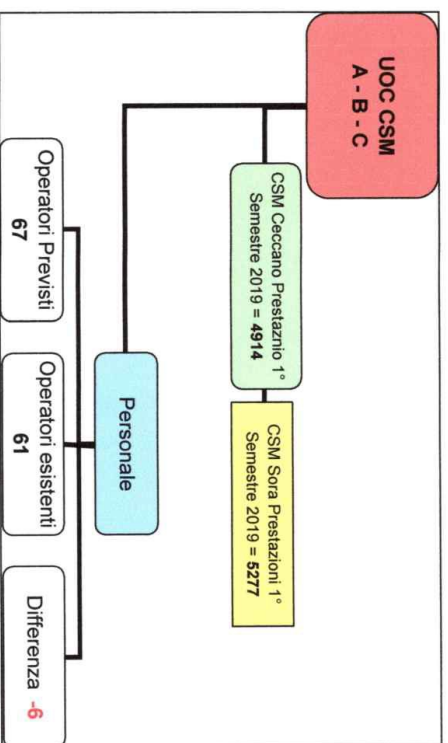 UOC CSM
A - B - C
CSM Ceccano Prestaznio 1°
Semestre 2019 = 4914
CSM Sora Prestazioni 1°
Semestre 2019 = 5277
Personale
Operatori Previsti
67
Operatori esistenti
61
Differenza -6